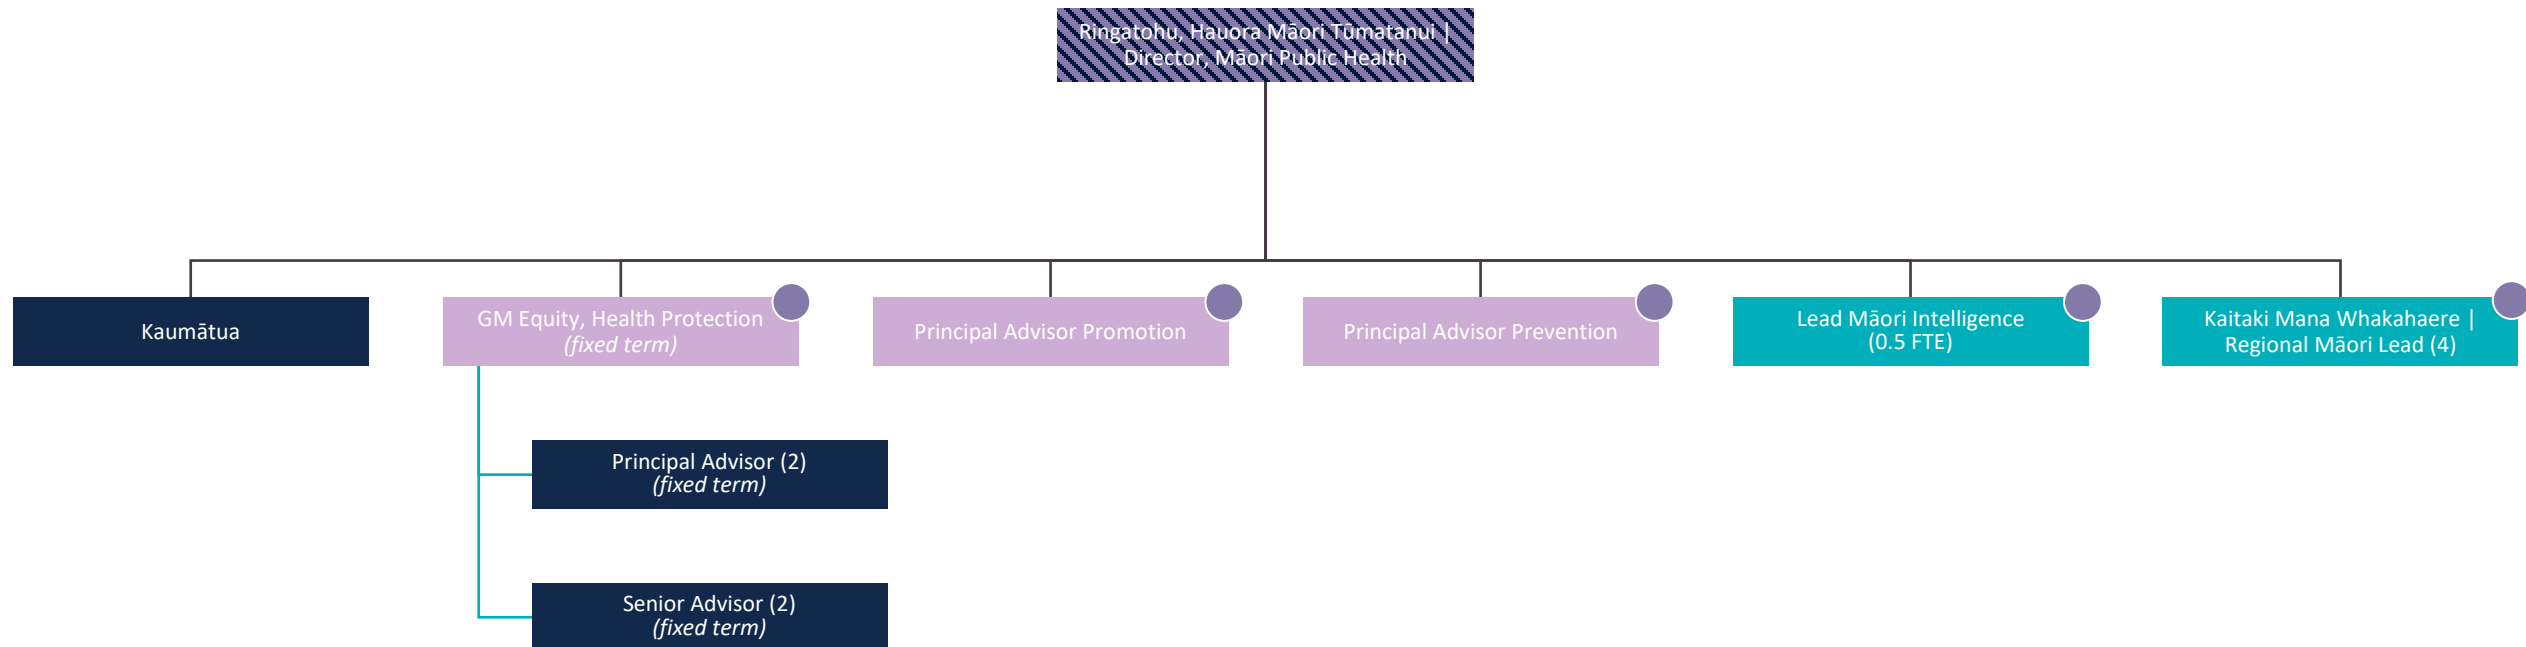 Ringatohu, Hauora Māori Tūmatanui |
Director, Māori Public Health
Kaumātua
GM Equity, Health Protection
(fixed term)
Principal Advisor Promotion
Principal Advisor Prevention
Lead Māori Intelligence
(0.5 FTE)
Kaitaki Mana Whakahaere |
Regional Māori Lead (4)
Principal Advisor (2)
(fixed term)
Senior Advisor (2)
(fixed term)